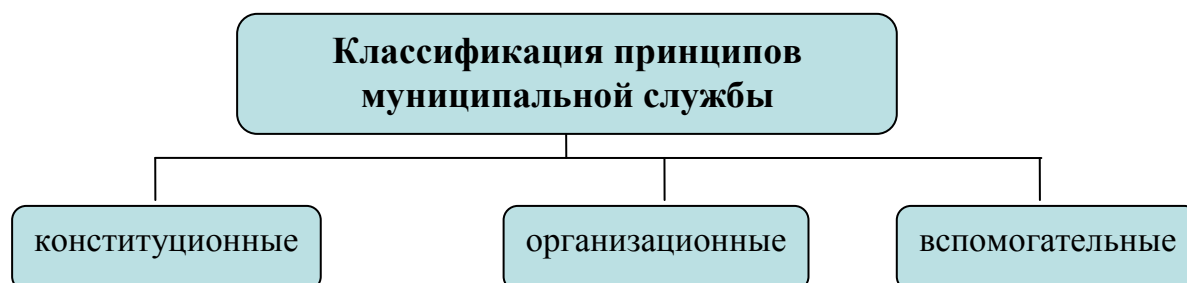 Классификация принципов
муниципальной службы
конституционные
организационные
вспомогательные